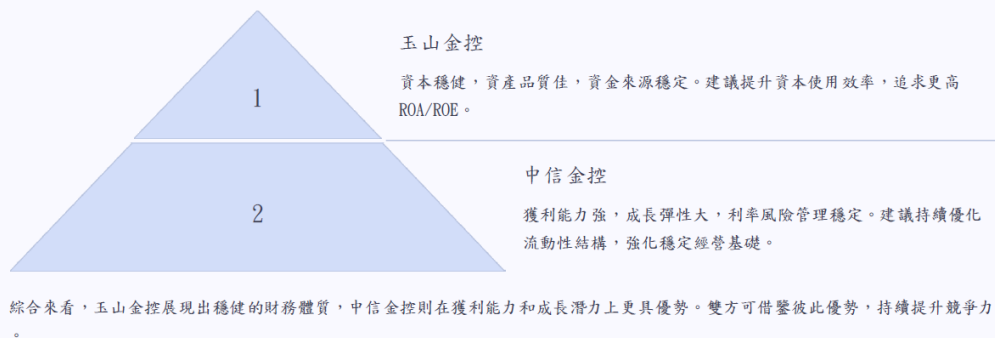 1
玉山金控
資本穩健，資產品質佳，資金來源穩定。建議提升資本使用效率，追求更高
ROA/ROE。
2
中信金控
獲利能力強，成長彈性大，利率風險管理穩定。建議持續優化
流動性結構，強化穩定經營基礎。
綜合來看，玉山金控展現出穩健的財務體質，中信金控則在獲利能力和成長潛力上更具優勢。雙方可借鑒彼此優勢，持續提升競爭力
。